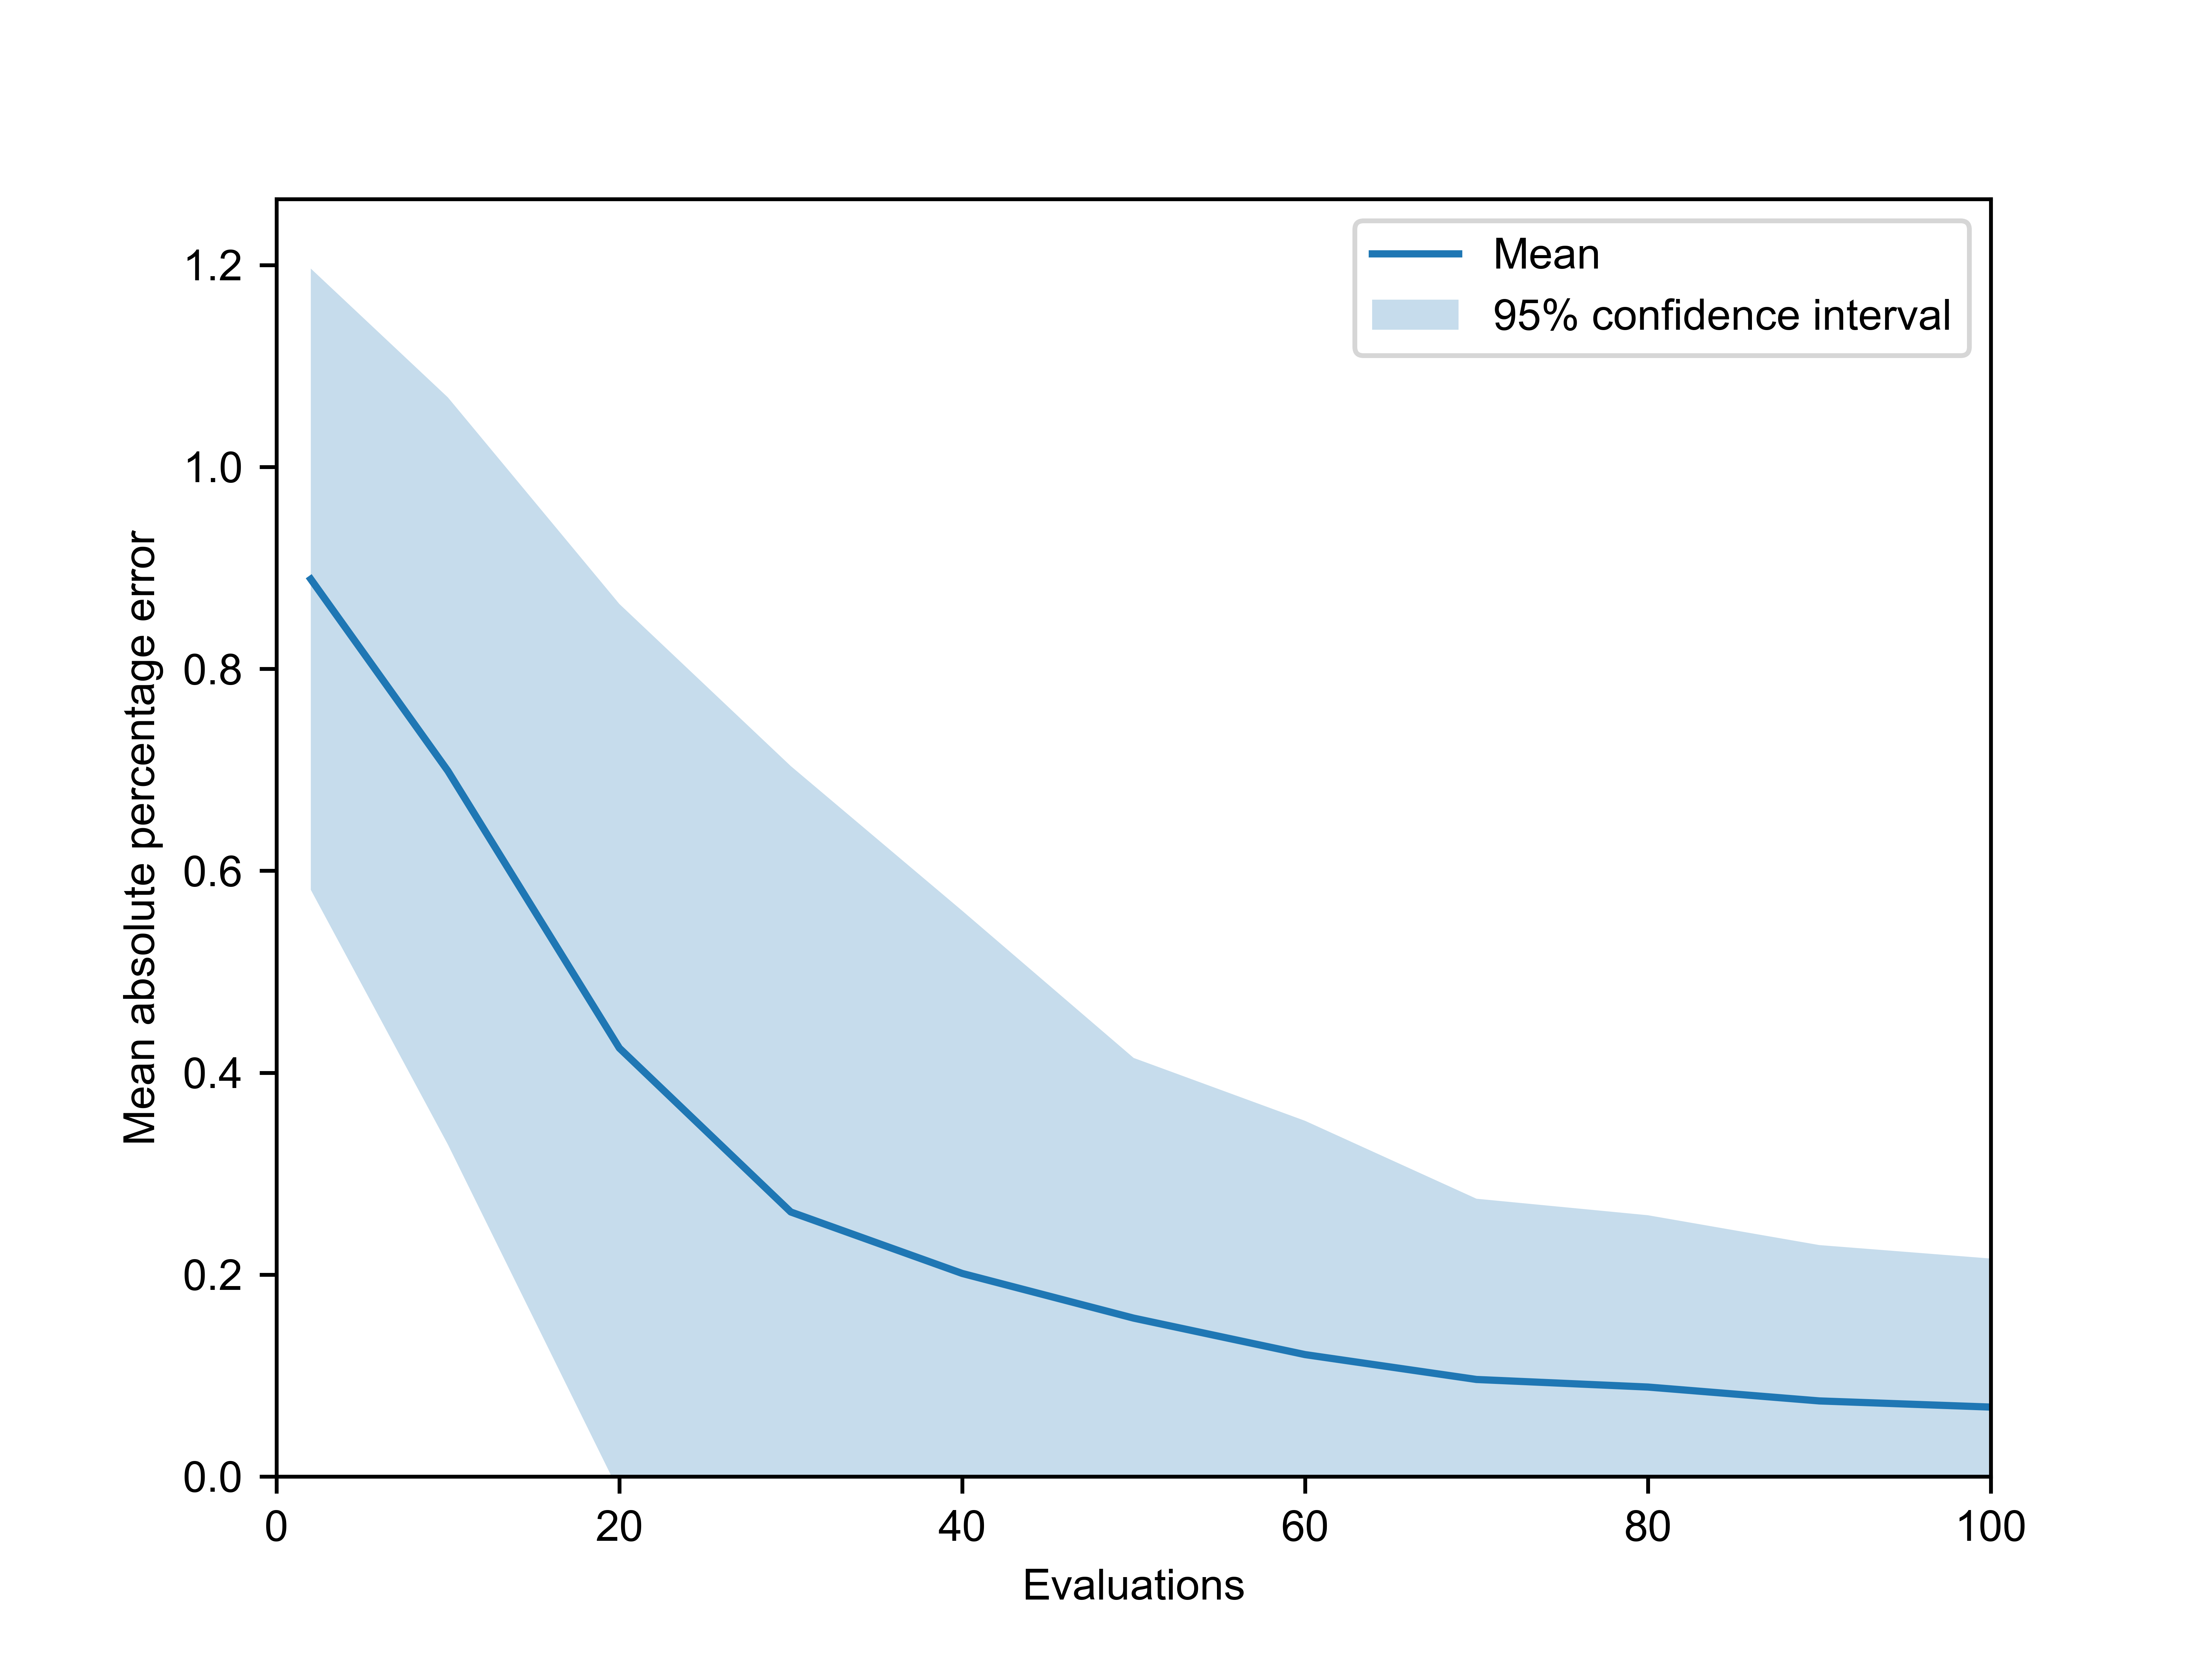 Mean
95% confidence interval
1.2
1.0
0.8
0.6
0.4
0.2
0.0
Mean absolute percentage error
0 20 40 60 80 100
Evaluations